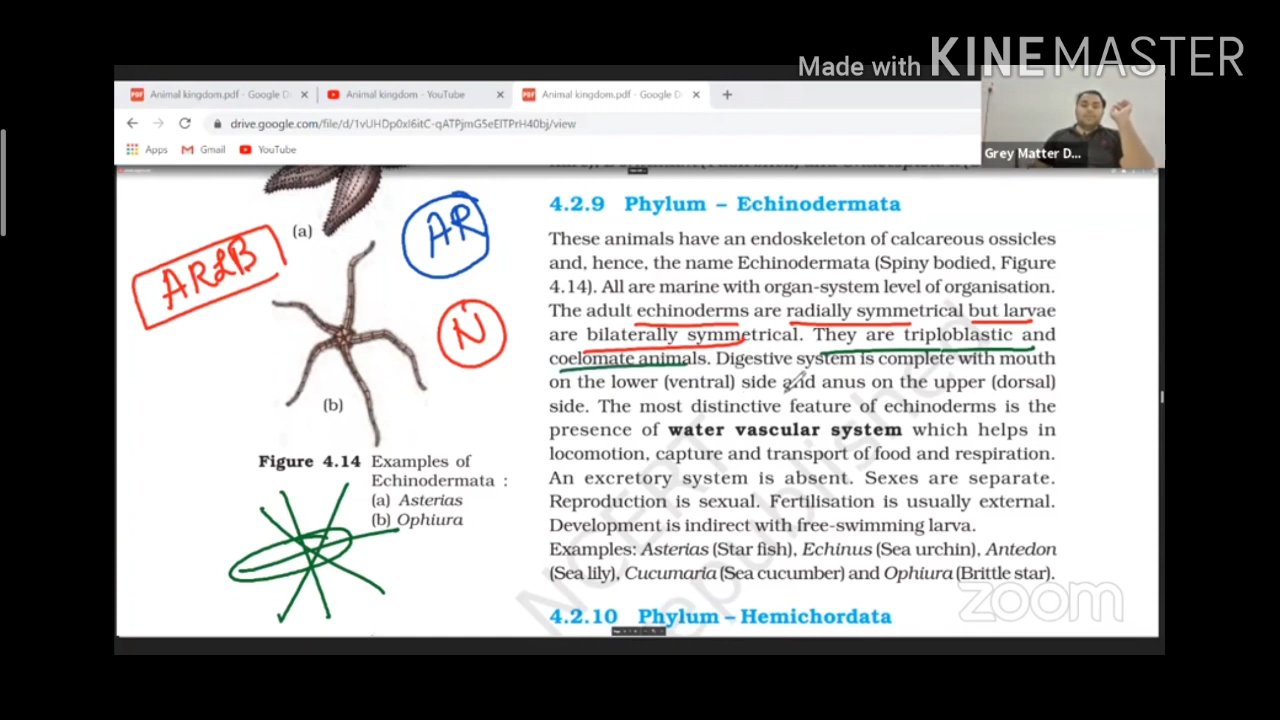 Made with KINEMASTER
Animal kingdom.pdf - Google D
Animal kingdom - YouTube
Animal kingdom.pdf - Google D
Apps
Gmail
YouTube
Grey Matter D...
4.2.9 Phylum – Echinodermata
These animals have an endoskeleton of calcareous ossicles
and, hence, the name Echinodermata (Spiny bodied, Figure
4.14). All are marine with organ-system level of organisation.
The adult echinoderms are radially symmetrical but larvae
are bilaterally symmetrical. They are triploblastic and
coelomate animals. Digestive system is complete with mouth
on the lower (ventral) side and anus on the upper (dorsal)
side. The most distinctive feature of echinoderms is the
presence of water vascular system which helps in
locomotion, capture and transport of food and respiration.
An excretory system is absent. Sexes are separate.
Reproduction is sexual. Fertilisation is usually external.
Development is indirect with free-swimming larva.
Examples: Asterias (Star fish), Echinus (Sea urchin), Antedon
(Sea lily), Cucumaria (Sea cucumber) and Ophiura (Brittle star).
4.2.10 Phylum – Hemichordata
(a)
AR
ARLB
N
(b)
Figure 4.14 Examples of
Echinodermata :
(a) Asterias
(b) Ophiura
NCERT
republished
zoom